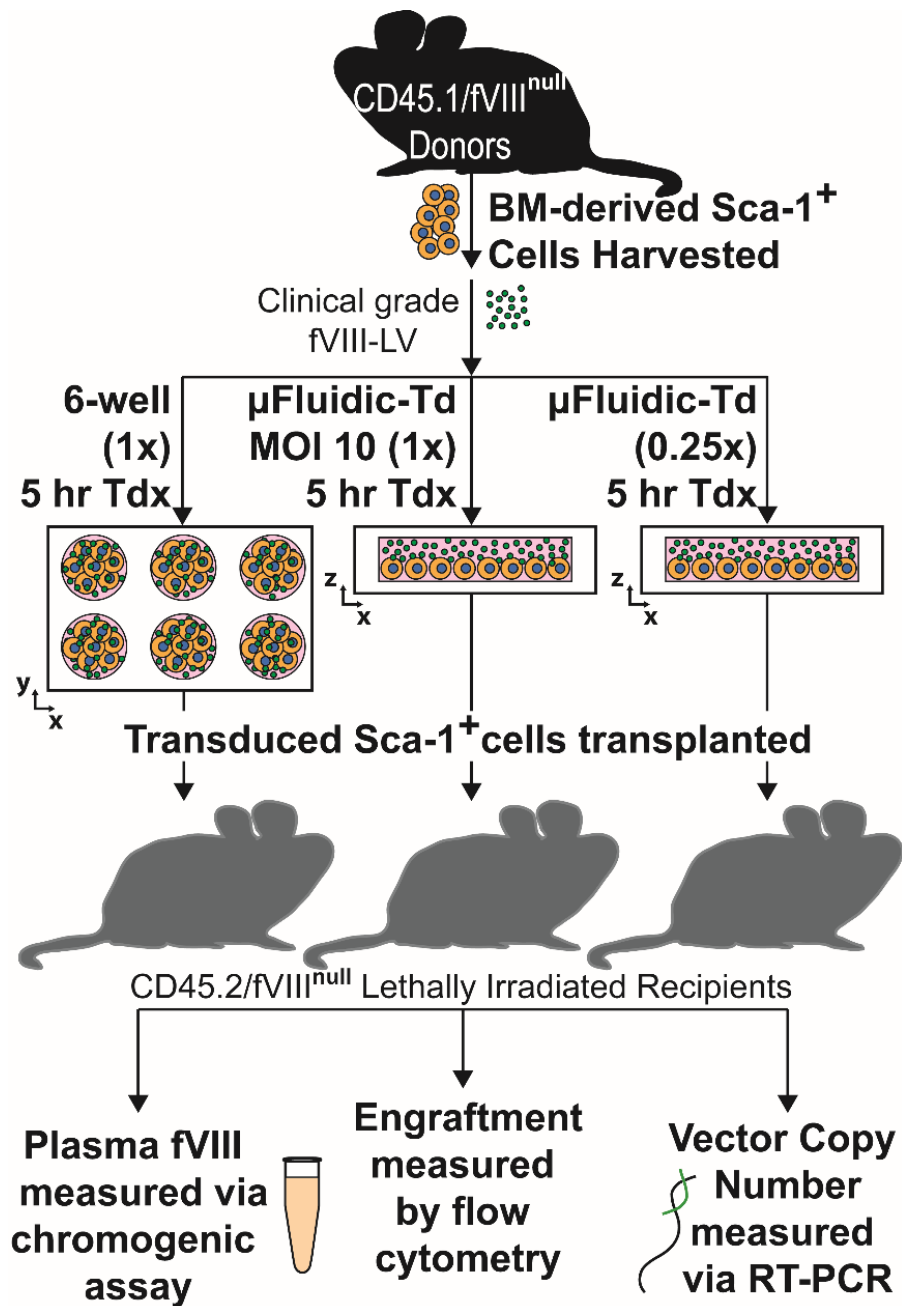 CD45.1/fVIII^null
Donors
BM-derived Sca-1^+
Cells Harvested
Clinical grade
fVIII-LV
6-well
(1x)
5 hr Tdx
µFluidic-Td
MOI 10 (1x)
5 hr Tdx
µFluidic-Td
(0.25x)
5 hr Tdx
y
x
z
x
z
x
Transduced Sca-1^+ cells transplanted
CD45.2/fVIII^null Lethally Irradiated Recipients
Plasma fVIII
measured via
chromogenic
assay
Engraftment
measured
by flow
cytometry
Vector Copy
Number
measured
via RT-PCR